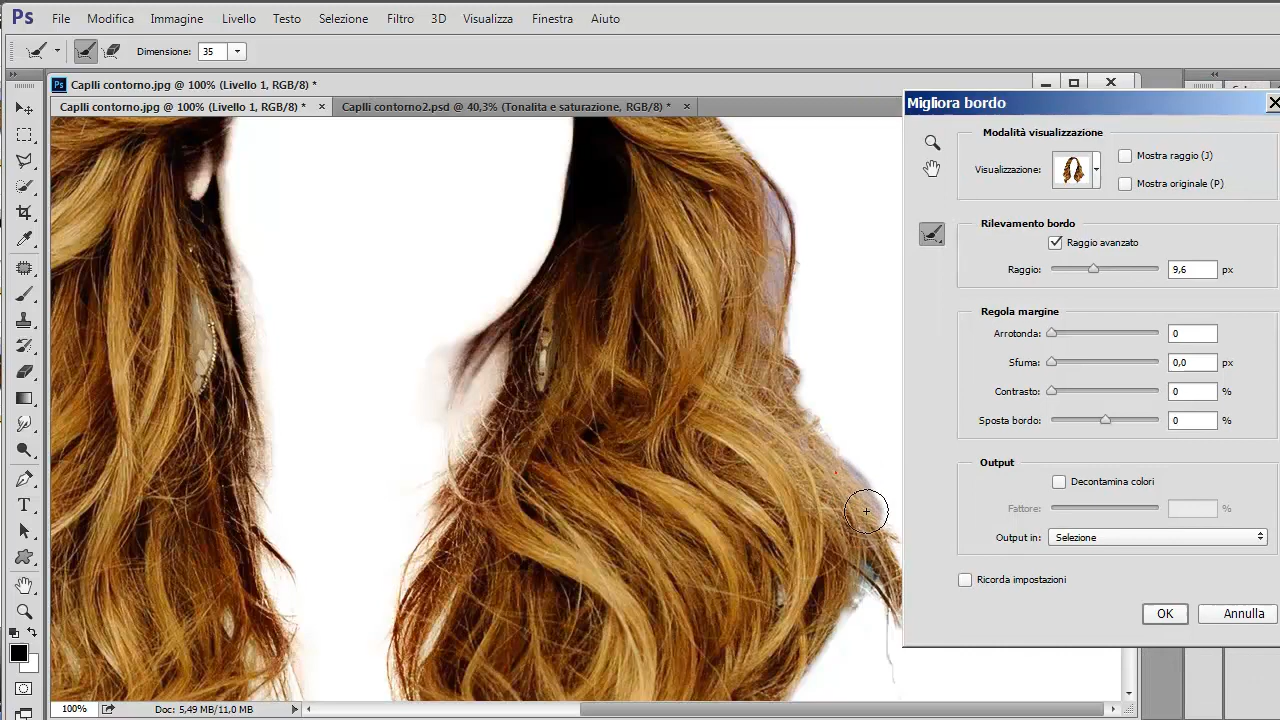 Ps File Modifica Immagine Livello Testo Selezione Filtro 3D Visualizza Finestra Aiuto
Dimensione: 35
Ps Caplli contorno.jpg @ 100% (Livello 1, RGB/8) *
Caplli contorno.jpg @ 100% (Livello 1, RGB/8) * × Caplli contorno2.psd @ 40,3% (Tonalita e saturazione, RGB/8) * ×
Migliora bordo
Modalità visualizzazione
Visualizzazione:
Mostra raggio (J)
Mostra originale (P)
Rilevamento bordo
Raggio avanzato
Raggio: 9,6 px
Regola margine
Arrotonda: 0
Sfuma: 0,0 px
Contrasto: 0 %
Sposta bordo: 0 %
Output
Decontamina colori
Fattore: %
Output in: Selezione
Ricorda impostazioni
OK Annulla
100% Doc: 5,49 MB/11,0 MB